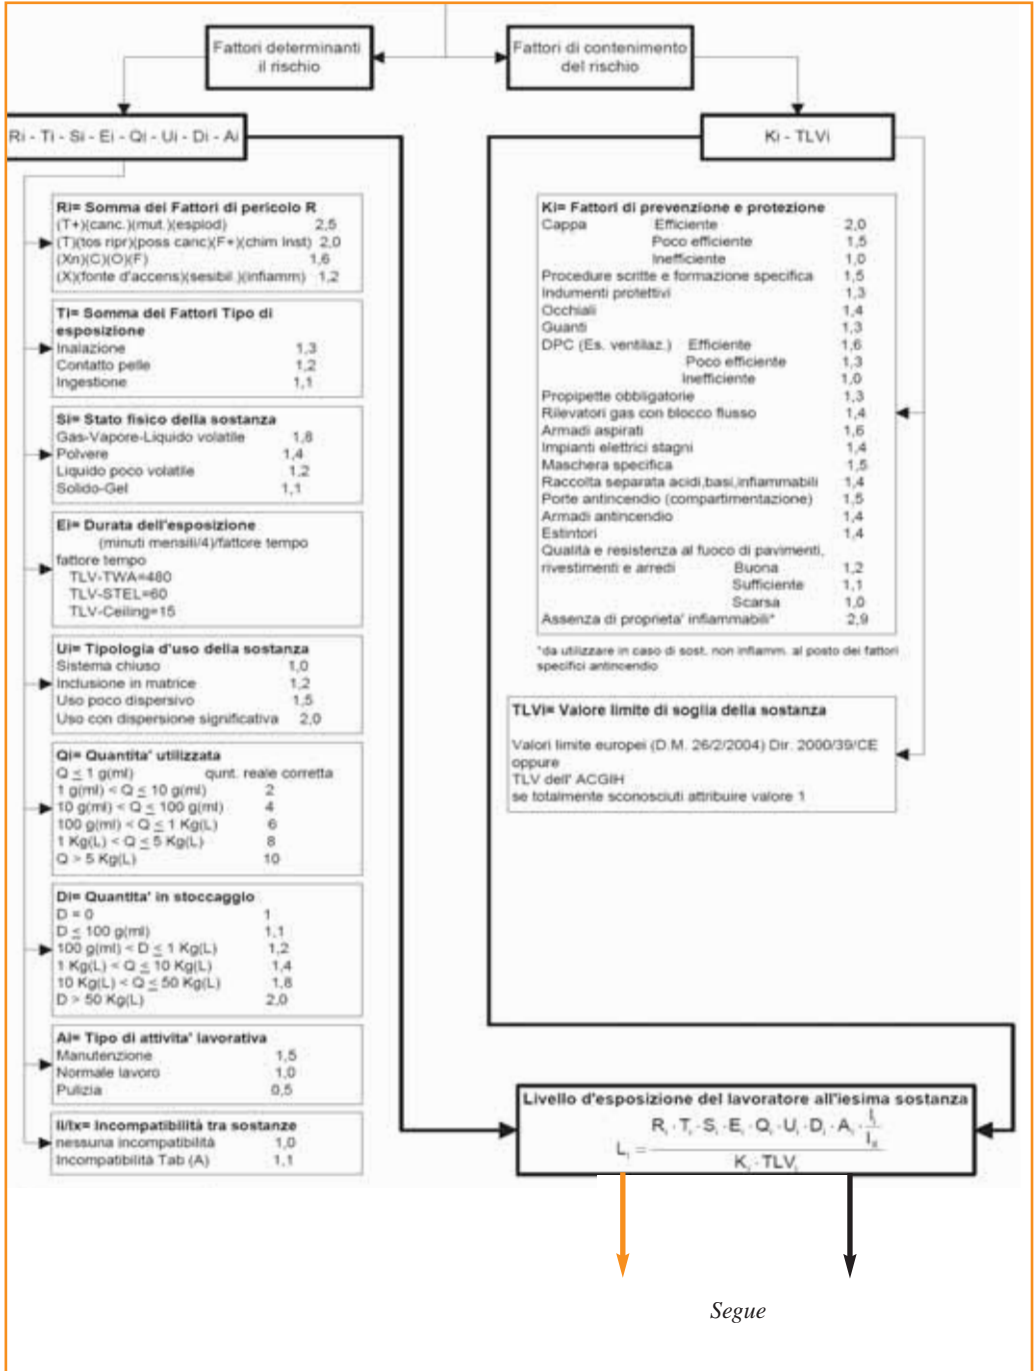 Fattori determinanti
il rischio
Fattori di contenimento
del rischio
Ri - Ti - Si - Ei - Qi - Ui - Di - Ai
Ki - TLVi
Ri= Somma dei Fattori di pericolo R
(T+)(canc.)(mut.)(esplod) 2,5
(T)(tos ripr)(poss canc)(F+)(chim Inst) 2,0
(Xn)(C)(O)(F) 1,6
(X)(fonte d'accens)(sesibil.)(infiamm) 1,2
Ti= Somma dei Fattori Tipo di
esposizione
Inalazione 1,3
Contatto pelle 1,2
Ingestione 1,1
Si= Stato fisico della sostanza
Gas-Vapore-Liquido volatile 1,8
Polvere 1,4
Liquido poco volatile 1,2
Solido-Gel 1,1
Ei= Durata dell'esposizione
(minuti mensili/4)/fattore tempo
fattore tempo
TLV-TWA=480
TLV-STEL=60
TLV-Ceiling=15
Ui= Tipologia d'uso della sostanza
Sistema chiuso 1,0
Inclusione in matrice 1,2
Uso poco dispersivo 1,5
Uso con dispersione significativa 2,0
Qi= Quantita' utilizzata
Q ≤ 1 g(ml) qunt. reale corretta
1 g(ml) < Q ≤ 10 g(ml) 2
10 g(ml) < Q ≤ 100 g(ml) 4
100 g(ml) < Q ≤ 1 Kg(L) 6
1 Kg(L) < Q ≤ 5 Kg(L) 8
Q > 5 Kg(L) 10
Di= Quantita' in stoccaggio
D = 0 1
D ≤ 100 g(ml) 1,1
100 g(ml) < D ≤ 1 Kg(L) 1,2
1 Kg(L) < Q ≤ 10 Kg(L) 1,4
10 Kg(L) < Q ≤ 50 Kg(L) 1,8
D > 50 Kg(L) 2,0
Ai= Tipo di attivita' lavorativa
Manutenzione 1,5
Normale lavoro 1,0
Pulizia 0,5
Ii/Ix= Incompatibilità tra sostanze
nessuna incompatibilità 1,0
Incompatibilità Tab (A) 1,1
Ki= Fattori di prevenzione e protezione
Cappa Efficiente 2,0
Poco efficiente 1,5
Inefficiente 1,0
Procedure scritte e formazione specifica 1,5
Indumenti protettivi 1,3
Occhiali 1,4
Guanti 1,3
DPC (Es. ventilaz.) Efficiente 1,6
Poco efficiente 1,3
Inefficiente 1,0
Propipette obbligatorie 1,3
Rilevatori gas con blocco flusso 1,4
Armadi aspirati 1,6
Impianti elettrici stagni 1,4
Maschera specifica 1,5
Raccolta separata acidi,basi,infiammabili 1,4
Porte antincendio (compartimentazione) 1,5
Armadi antincendio 1,4
Estintori 1,4
Qualità e resistenza al fuoco di pavimenti,
rivestimenti e arredi Buona 1,2
Sufficiente 1,1
Scarsa 1,0
Assenza di proprieta' infiammabili* 2,9
*da utilizzare in caso di sost. non infiamm. al posto dei fattori
specifici antincendio
TLVi= Valore limite di soglia della sostanza
Valori limite europei (D.M. 26/2/2004) Dir. 2000/39/CE
oppure
TLV dell' ACGIH
se totalmente sconosciuti attribuire valore 1
Livello d'esposizione del lavoratore all'iesima sostanza
Li = (Ri · Ti · Si · Ei · Qi · Ui · Di · Ai · Ii/Ix) / (Ki · TLVi)
Segue